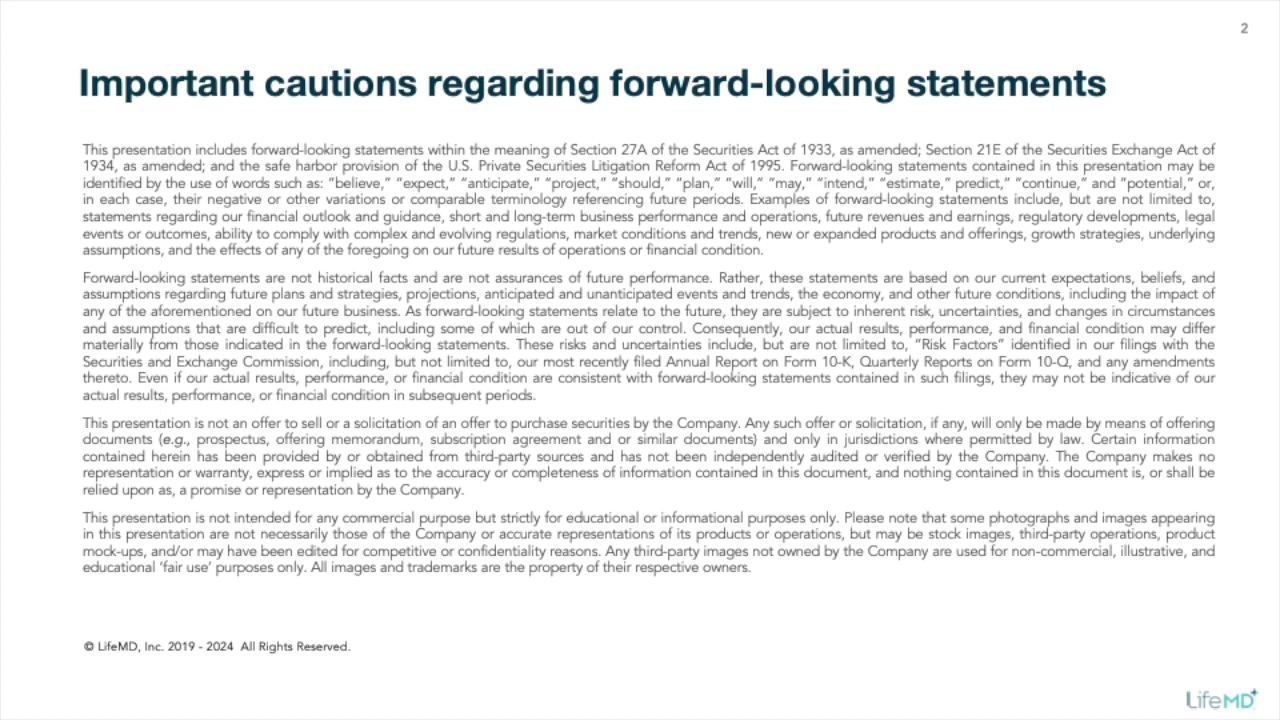 2
Important cautions regarding forward-looking statements
This presentation includes forward-looking statements within the meaning of Section 27A of the Securities Act of 1933, as amended; Section 21E of the Securities Exchange Act of
1934, as amended; and the safe harbor provision of the U.S. Private Securities Litigation Reform Act of 1995. Forward-looking statements contained in this presentation may be
identified by the use of words such as: “believe,” “expect,” “anticipate,” “project,” “should,” “plan,” “will,” “may,” “intend,” “estimate,” predict,” “continue,” and “potential,” or,
in each case, their negative or other variations or comparable terminology referencing future periods. Examples of forward-looking statements include, but are not limited to,
statements regarding our financial outlook and guidance, short and long-term business performance and operations, future revenues and earnings, regulatory developments, legal
events or outcomes, ability to comply with complex and evolving regulations, market conditions and trends, new or expanded products and offerings, growth strategies, underlying
assumptions, and the effects of any of the foregoing on our future results of operations or financial condition.
Forward-looking statements are not historical facts and are not assurances of future performance. Rather, these statements are based on our current expectations, beliefs, and
assumptions regarding future plans and strategies, projections, anticipated and unanticipated events and trends, the economy, and other future conditions, including the impact of
any of the aforementioned on our future business. As forward-looking statements relate to the future, they are subject to inherent risk, uncertainties, and changes in circumstances
and assumptions that are difficult to predict, including some of which are out of our control. Consequently, our actual results, performance, and financial condition may differ
materially from those indicated in the forward-looking statements. These risks and uncertainties include, but are not limited to, “Risk Factors” identified in our filings with the
Securities and Exchange Commission, including, but not limited to, our most recently filed Annual Report on Form 10-K, Quarterly Reports on Form 10-Q, and any amendments
thereto. Even if our actual results, performance, or financial condition are consistent with forward-looking statements contained in such filings, they may not be indicative of our
actual results, performance, or financial condition in subsequent periods.
This presentation is not an offer to sell or a solicitation of an offer to purchase securities by the Company. Any such offer or solicitation, if any, will only be made by means of offering
documents (e.g., prospectus, offering memorandum, subscription agreement and or similar documents) and only in jurisdictions where permitted by law. Certain information
contained herein has been provided by or obtained from third-party sources and has not been independently audited or verified by the Company. The Company makes no
representation or warranty, express or implied as to the accuracy or completeness of information contained in this document, and nothing contained in this document is, or shall be
relied upon as, a promise or representation by the Company.
This presentation is not intended for any commercial purpose but strictly for educational or informational purposes only. Please note that some photographs and images appearing
in this presentation are not necessarily those of the Company or accurate representations of its products or operations, but may be stock images, third-party operations, product
mock-ups, and/or may have been edited for competitive or confidentiality reasons. Any third-party images not owned by the Company are used for non-commercial, illustrative, and
educational ‘fair use’ purposes only. All images and trademarks are the property of their respective owners.
© LifeMD, Inc. 2019 - 2024 All Rights Reserved.
LifeMD